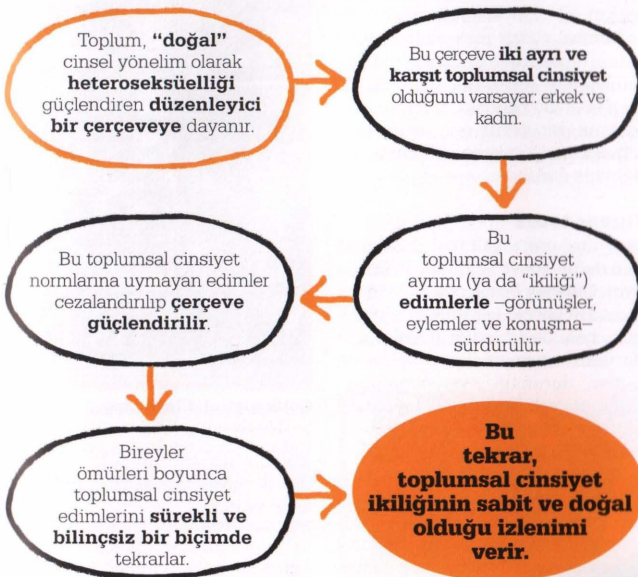 Toplum, “doğal”
cinsel yönelim olarak
heteroseksüelliği
güçlendiren düzenleyici
bir çerçeveye dayanır.
Bu çerçeve iki ayrı ve
karşıt toplumsal cinsiyet
olduğunu varsayar: erkek ve
kadın.
Bu
toplumsal cinsiyet
ayrımı (ya da “ikiliği”)
edimlerle –görünüşler,
eylemler ve konuşma–
sürdürülür.
Bu toplumsal cinsiyet
normlarına uymayan edimler
cezalandırılıp çerçeve
güçlendirilir.
Bireyler
ömürleri boyunca
toplumsal cinsiyet
edimlerini sürekli ve
bilinçsiz bir biçimde
tekrarlar.
Bu
tekrar,
toplumsal cinsiyet
ikiliğinin sabit ve doğal
olduğu izlenimi
verir.